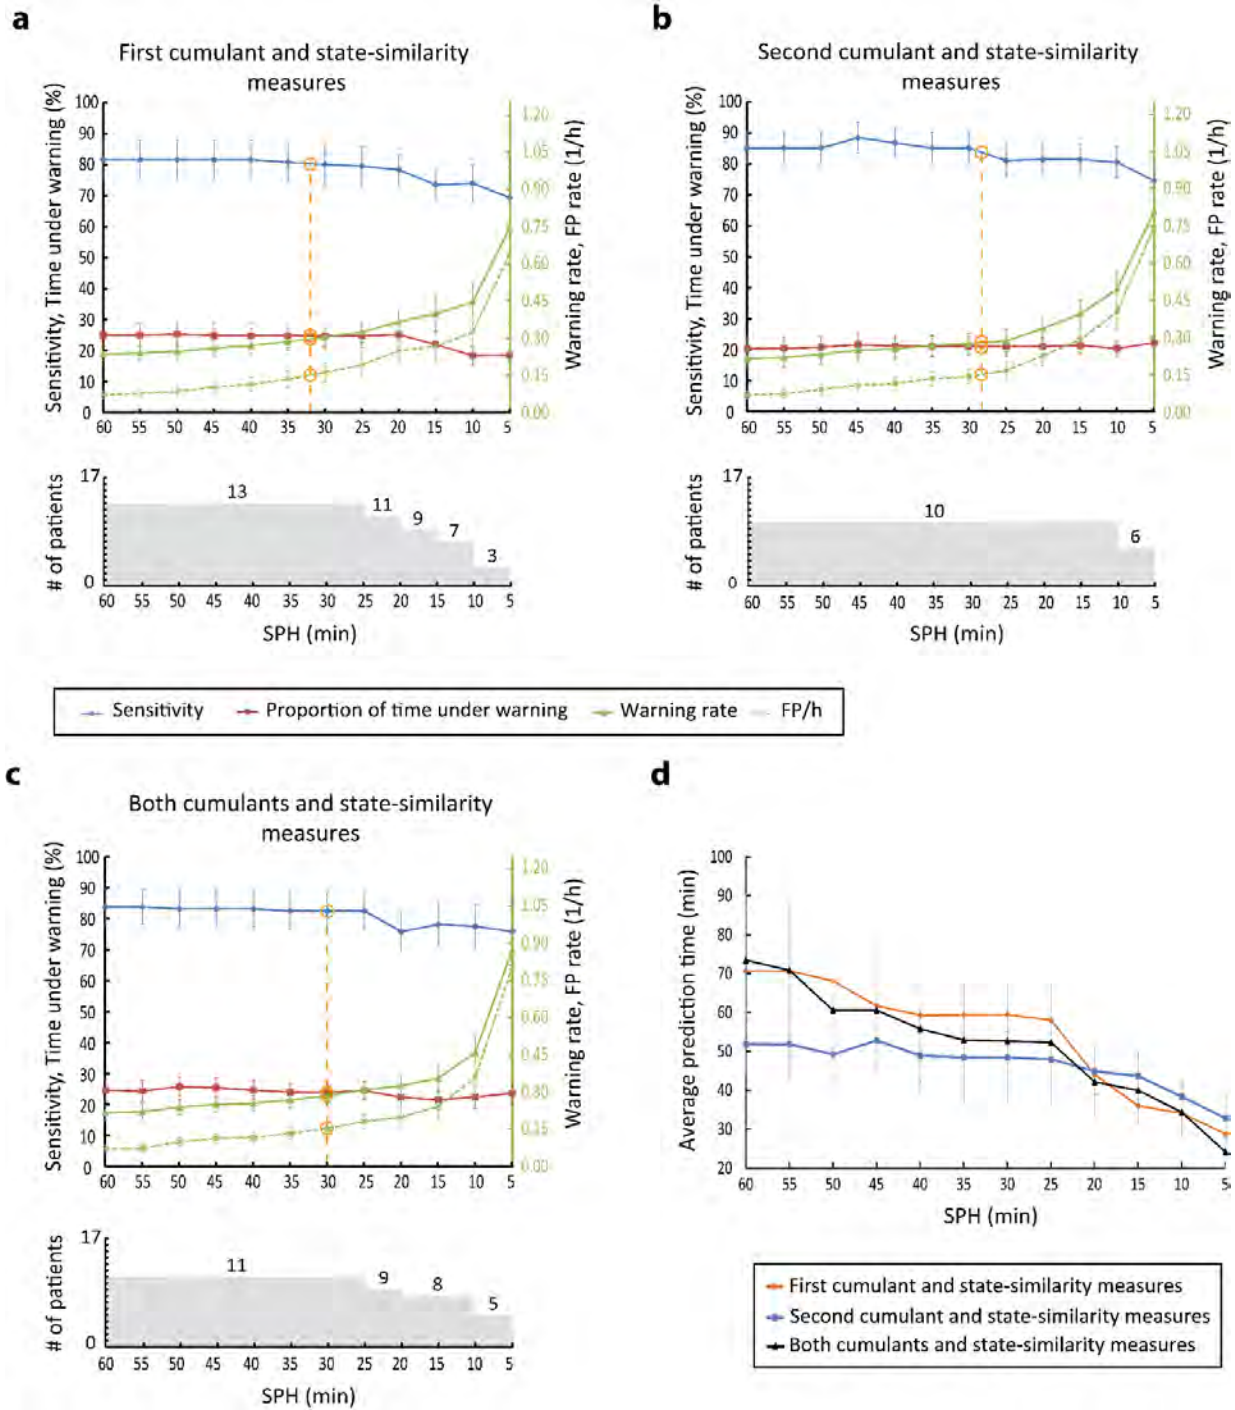 a
First cumulant and state-similarity
measures
Sensitivity, Time under warning (%)
100
90
80
70
60
50
40
30
20
10
0
1.20
1.05
0.90
0.75
0.60
0.45
0.30
0.15
0.00
Warning rate, FP rate (1/h)
60 55 50 45 40 35 30 25 20 15 10 5
# of patients
17
0
13
11
9
7
3
60 55 50 45 40 35 30 25 20 15 10 5
SPH (min)
b
Second cumulant and state-similarity
measures
Sensitivity, Time under warning (%)
100
90
80
70
60
50
40
30
20
10
0
1.20
1.05
0.90
0.75
0.60
0.45
0.30
0.15
0.00
Warning rate, FP rate (1/h)
60 55 50 45 40 35 30 25 20 15 10 5
# of patients
17
0
10
6
60 55 50 45 40 35 30 25 20 15 10 5
SPH (min)
Sensitivity Proportion of time under warning Warning rate FP/h
c
Both cumulants and state-similarity
measures
Sensitivity, Time under warning (%)
100
90
80
70
60
50
40
30
20
10
0
1.20
1.05
0.90
0.75
0.60
0.45
0.30
0.15
0.00
Warning rate, FP rate (1/h)
60 55 50 45 40 35 30 25 20 15 10 5
# of patients
17
0
11
9
8
5
60 55 50 45 40 35 30 25 20 15 10 5
SPH (min)
d
Average prediction time (min)
100
90
80
70
60
50
40
30
20
60 55 50 45 40 35 30 25 20 15 10 5
SPH (min)
First cumulant and state-similarity measures
Second cumulant and state-similarity measures
Both cumulants and state-similarity measures